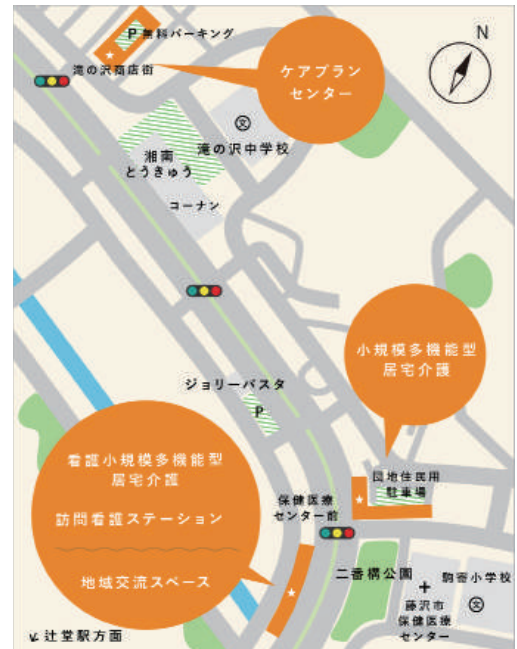 N
P 無料パーキング
滝の沢商店街
ケアプラン
センター
文
滝の沢中学校
湘南
とうきゅう
コーナン
小規模多機能型
居宅介護
ジョリーパスタ
P
看護小規模多機能型
居宅介護
訪問看護ステーション
地域交流スペース
団地住民用
駐車場
保健医療
センター前
二番構公園
駒寄小学校
文
藤沢市
保健医療
センター
辻堂駅方面